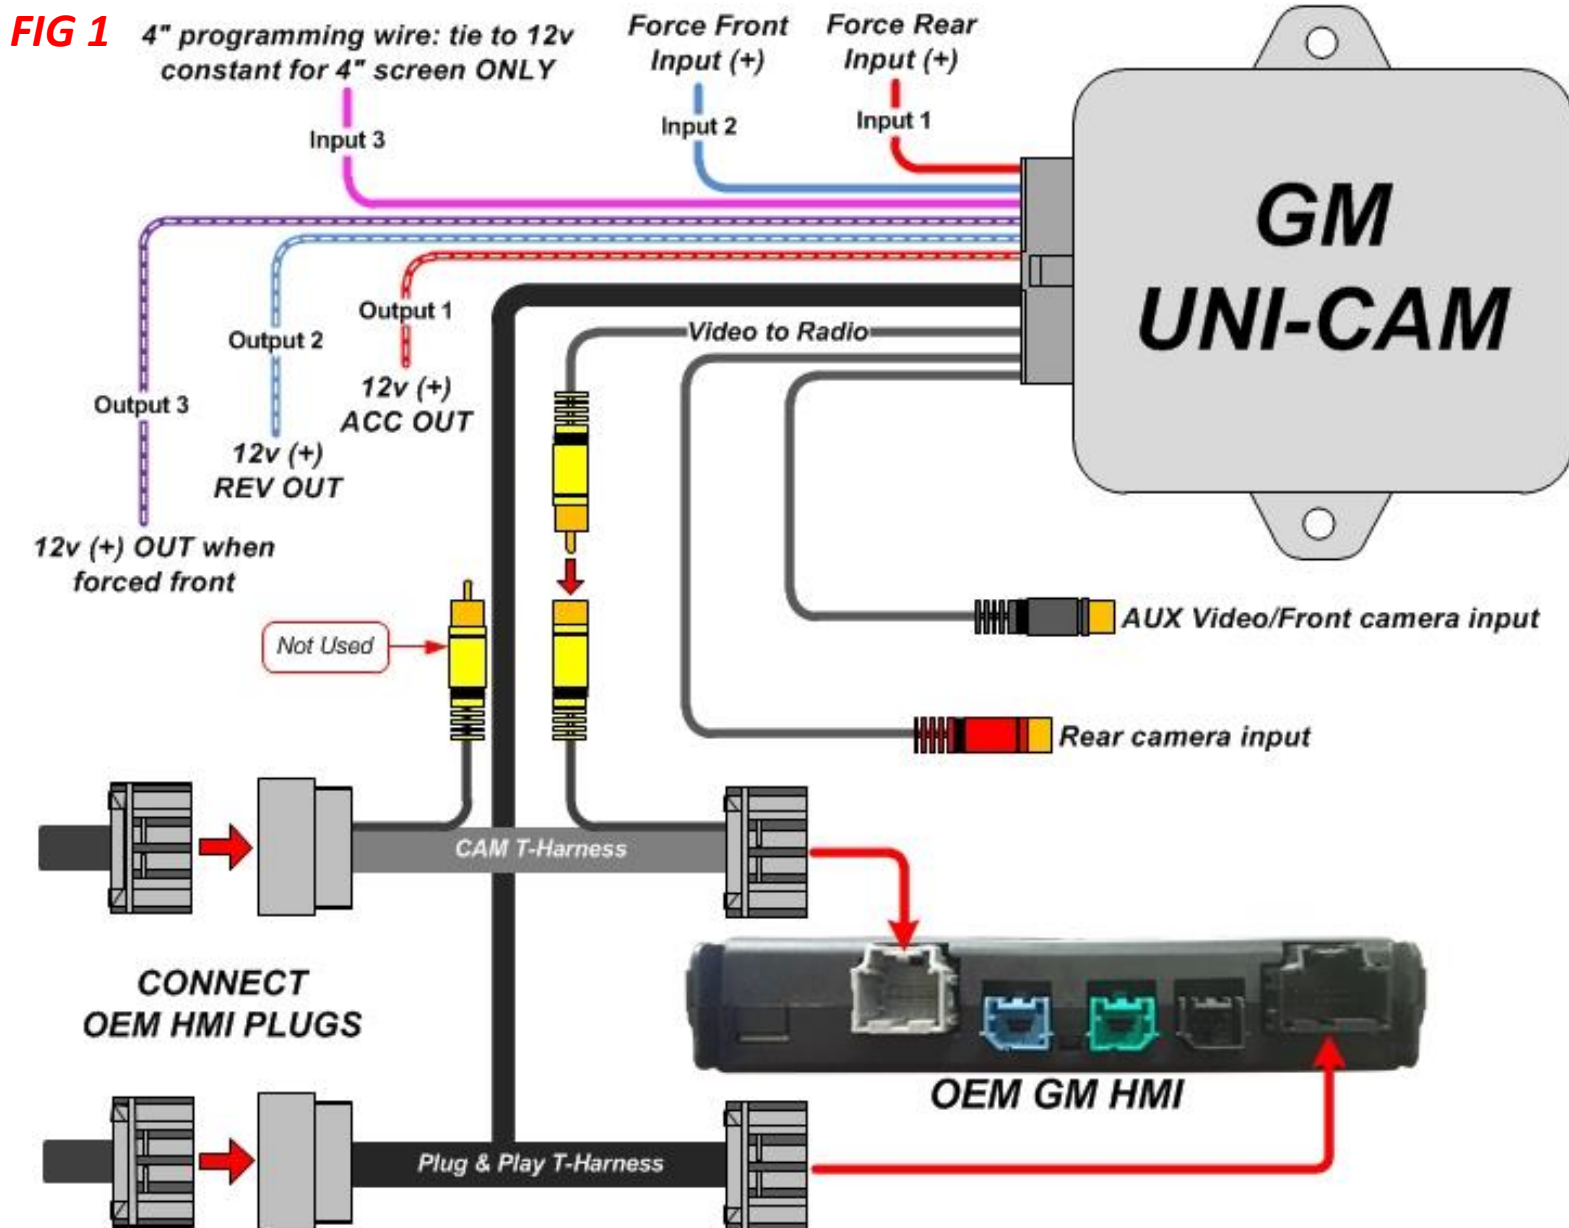 FIG 1
4" programming wire: tie to 12v
constant for 4" screen ONLY
Force Front
Input (+)
Force Rear
Input (+)
Input 3
Input 2
Input 1
GM
UNI-CAM
Output 3
Output 2
Output 1
12v (+)
ACC OUT
12v (+)
REV OUT
12v (+) OUT when
forced front
Video to Radio
Not Used
AUX Video/Front camera input
Rear camera input
CAM T-Harness
CONNECT
OEM HMI PLUGS
OEM GM HMI
Plug & Play T-Harness